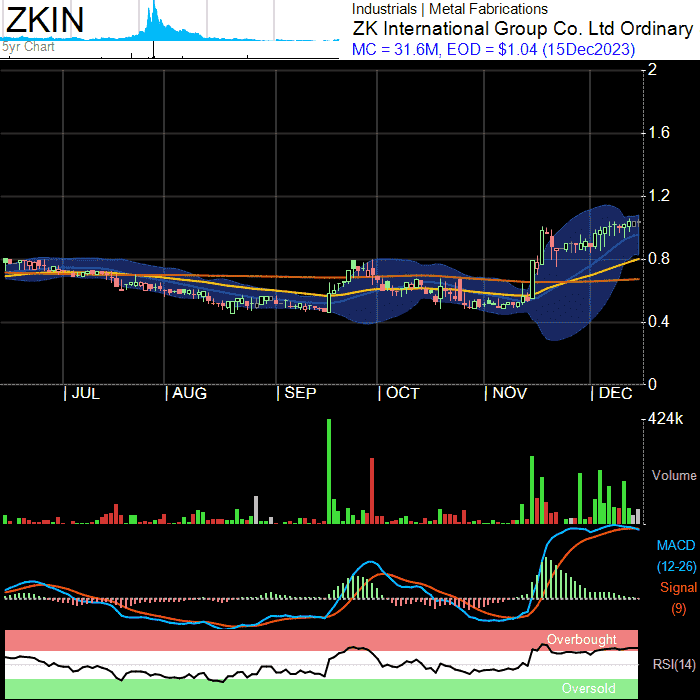 ZKIN
5yr Chart
Industrials | Metal Fabrications
ZK International Group Co. Ltd Ordinary
MC = 31.6M, EOD = $1.04 (15Dec2023)
2
1.6
1.2
0.8
0.4
0
| JUL | AUG | SEP | OCT | NOV | DEC
424k
Volume
MACD
(12-26)
Signal
(9)
Overbought
RSI(14)
Oversold